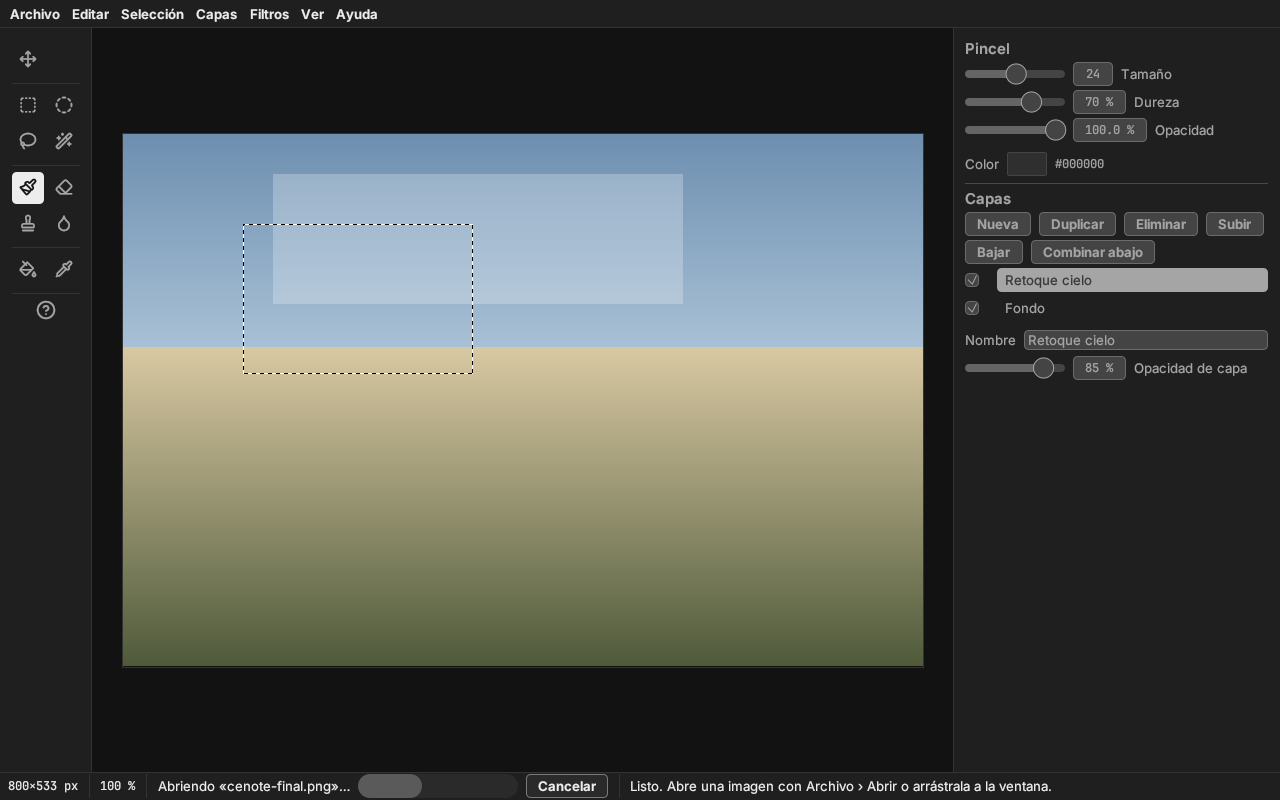 Archivo Editar Selección Capas Filtros Ver Ayuda
Pincel
24 Tamaño
70 % Dureza
100.0 % Opacidad
Color #000000
Capas
Nueva Duplicar Eliminar Subir
Bajar Combinar abajo
Retoque cielo
Fondo
Nombre Retoque cielo
85 % Opacidad de capa
800×533 px 100 % Abriendo «cenote-final.png»... Cancelar Listo. Abre una imagen con Archivo › Abrir o arrástrala a la ventana.